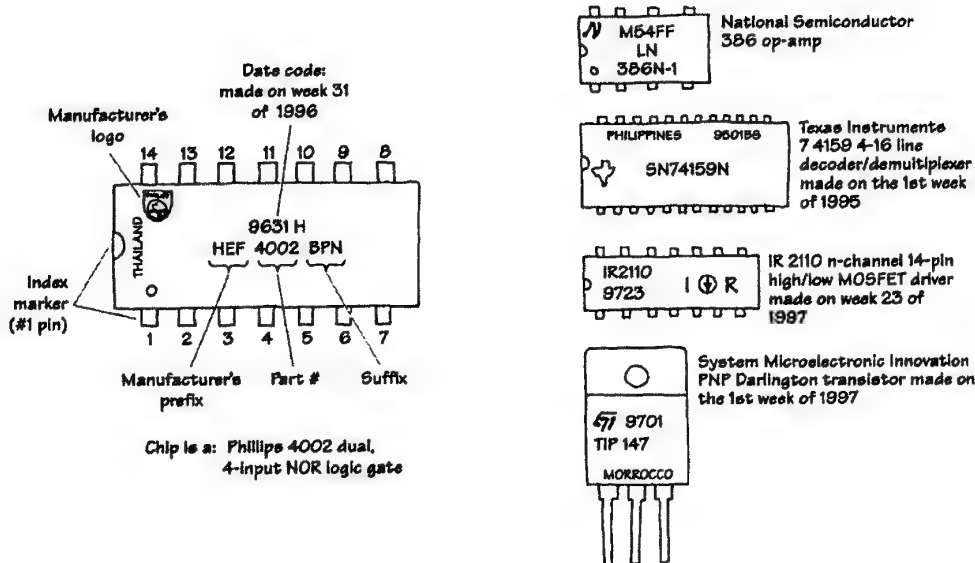 Date code:
made on week 31
of 1996
Manufacturer's
logo
14 13 12 11 10 9 8
THAILAND
9631 H
HEF 4002 BPN
Index
marker
(#1 pin)
1 2 3 4 5 6 7
Manufacturer's
prefix
Part #
Suffix
Chip is a: Phillips 4002 dual,
4-input NOR logic gate
M54FF
LN
386N-1
National Semiconductor
386 op-amp
PHILIPPINES 9501BS
SN74159N
Texas Instruments
7 4159 4-16 line
decoder/demultiplexer
made on the 1st week
of 1995
IR2110
9723
I R
IR 2110 n-channel 14-pin
high/low MOSFET driver
made on week 23 of
1997
9701
TIP 147
MORROCCO
System Microelectronic Innovation
PNP Darlington transistor made on
the 1st week of 1997